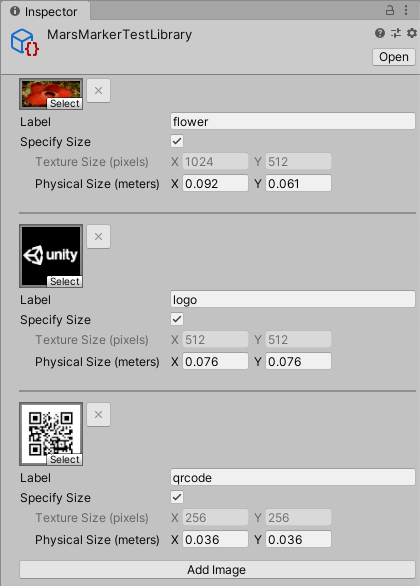 Inspector
MarsMarkerTestLibrary
Open
Select
Label flower
Specify Size
Texture Size (pixels) X 1024 Y 512
Physical Size (meters) X 0.092 Y 0.061
unity
Select
Label logo
Specify Size
Texture Size (pixels) X 512 Y 512
Physical Size (meters) X 0.076 Y 0.076
Select
Label qrcode
Specify Size
Texture Size (pixels) X 256 Y 256
Physical Size (meters) X 0.036 Y 0.036
Add Image